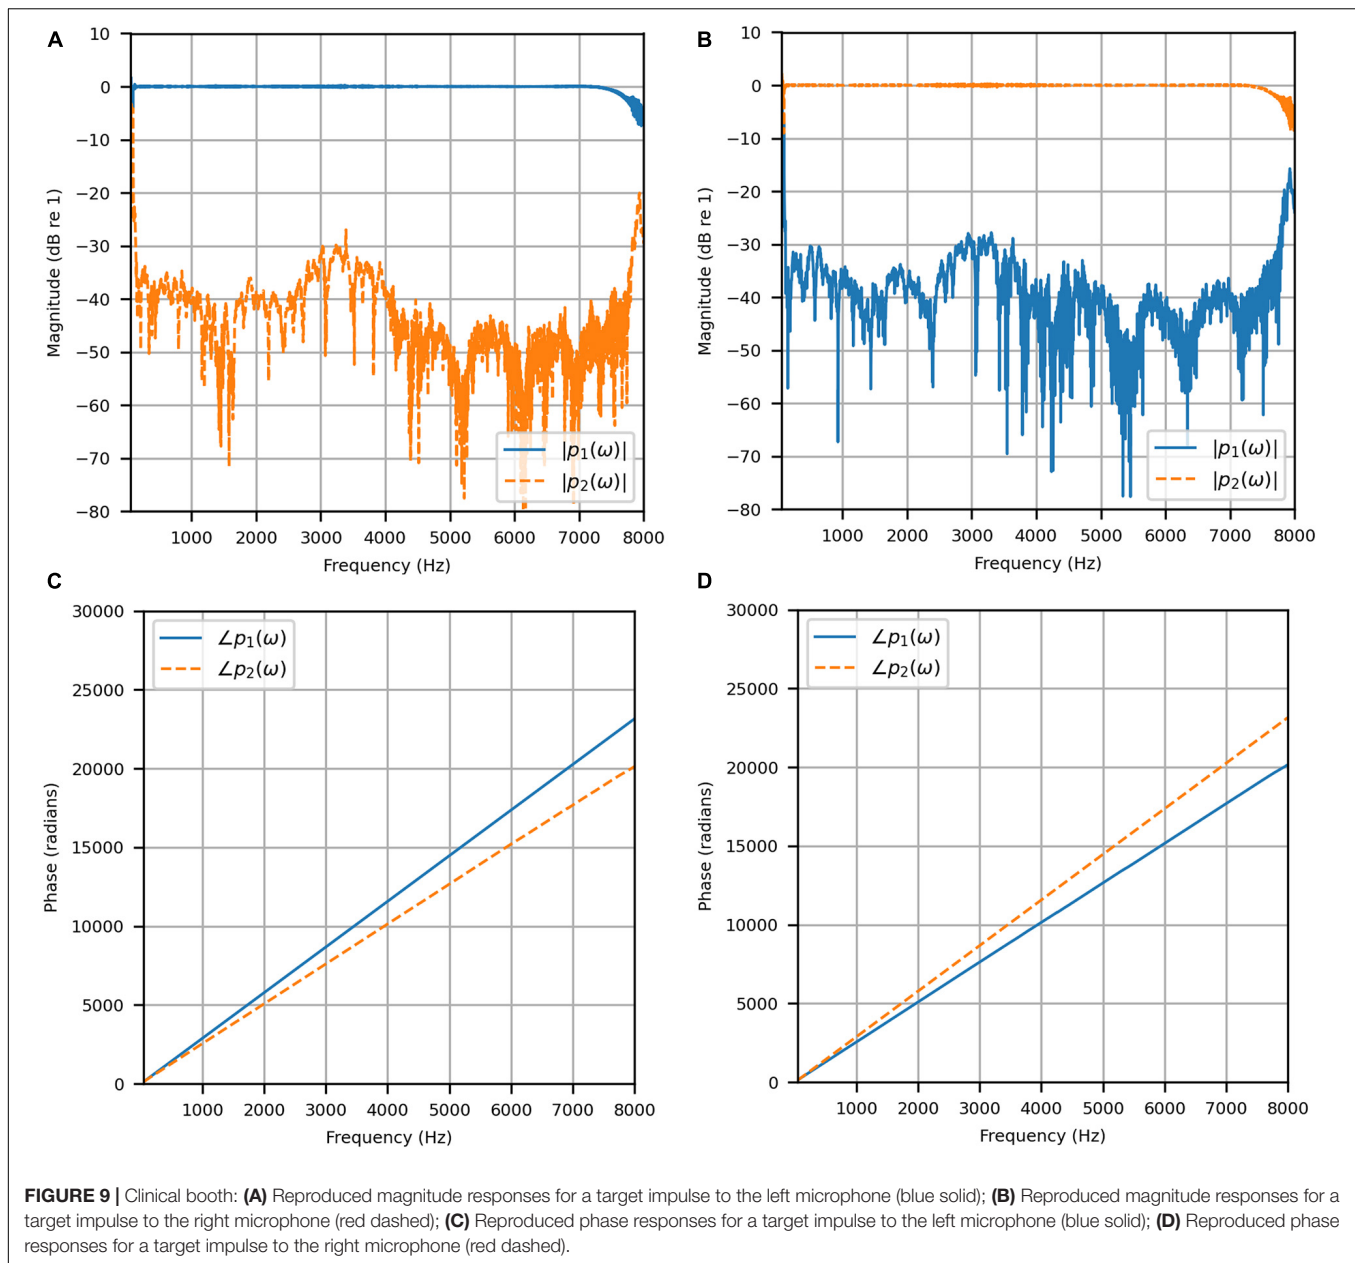 A
10
0
−10
−20
−30
−40
−50
−60
−70
−80
Magnitude (dB re 1)
|p₁(ω)|
|p₂(ω)|
1000 2000 3000 4000 5000 6000 7000 8000
Frequency (Hz)
B
10
0
−10
−20
−30
−40
−50
−60
−70
−80
Magnitude (dB re 1)
|p₁(ω)|
|p₂(ω)|
1000 2000 3000 4000 5000 6000 7000 8000
Frequency (Hz)
C
30000
25000
20000
15000
10000
5000
0
Phase (radians)
∠p₁(ω)
∠p₂(ω)
1000 2000 3000 4000 5000 6000 7000 8000
Frequency (Hz)
D
30000
25000
20000
15000
10000
5000
0
Phase (radians)
∠p₁(ω)
∠p₂(ω)
1000 2000 3000 4000 5000 6000 7000 8000
Frequency (Hz)
FIGURE 9 | Clinical booth: (A) Reproduced magnitude responses for a target impulse to the left microphone (blue solid); (B) Reproduced magnitude responses for a
target impulse to the right microphone (red dashed); (C) Reproduced phase responses for a target impulse to the left microphone (blue solid); (D) Reproduced phase
responses for a target impulse to the right microphone (red dashed).